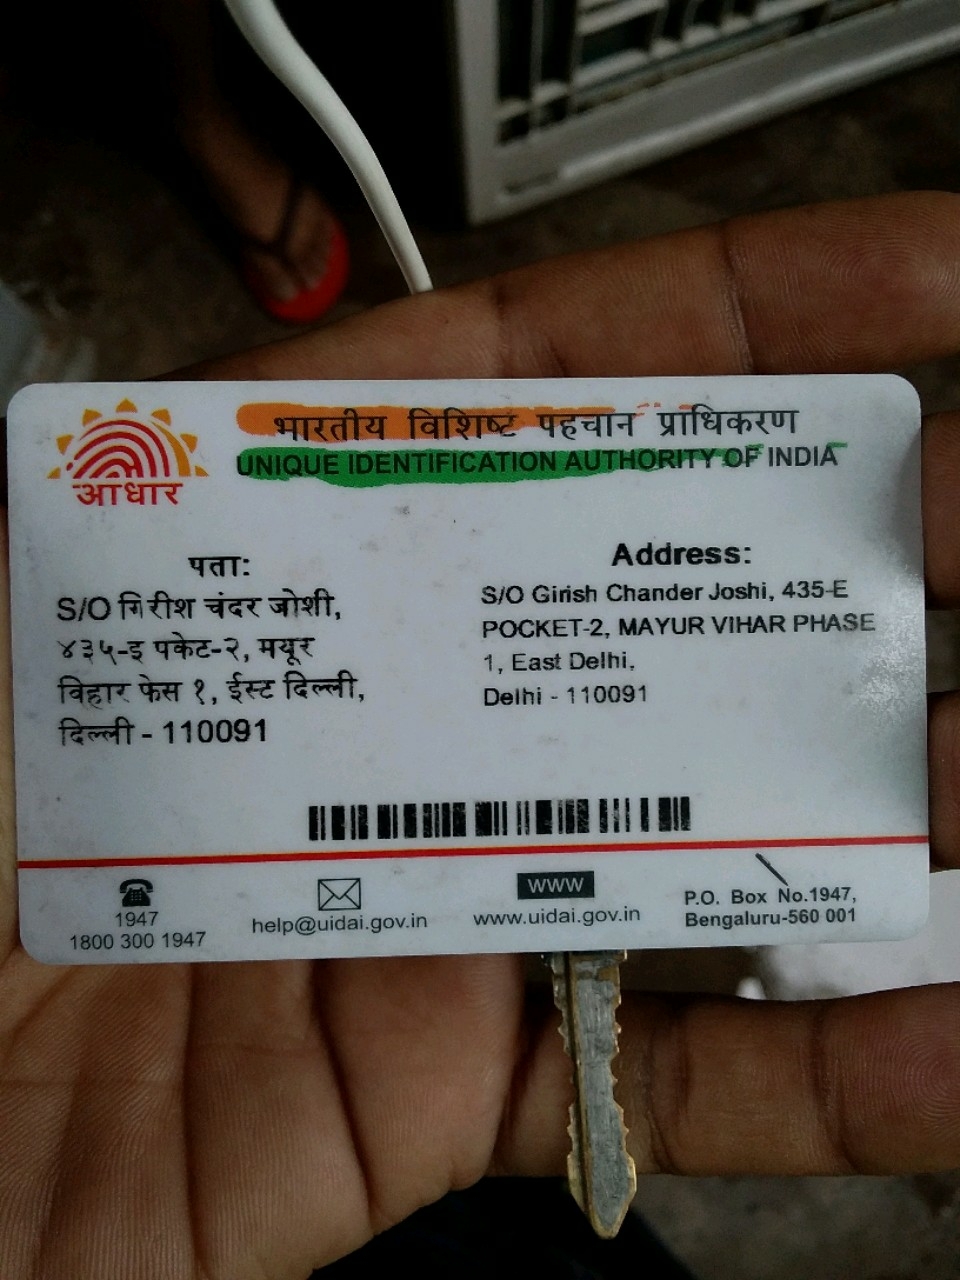 भारतीय विशिष्ट पहचान प्राधिकरण
UNIQUE IDENTIFICATION AUTHORITY OF INDIA
आधार
पता:
S/O गिरीश चंदर जोशी,
४३५-इ पकेट-२, मयूर
विहार फेस १, ईस्ट दिल्ली,
दिल्ली - 110091
Address:
S/O Girish Chander Joshi, 435-E
POCKET-2, MAYUR VIHAR PHASE
1, East Delhi,
Delhi - 110091
1947
1800 300 1947
help@uidai.gov.in
www
www.uidai.gov.in
P.O. Box No.1947,
Bengaluru-560 001